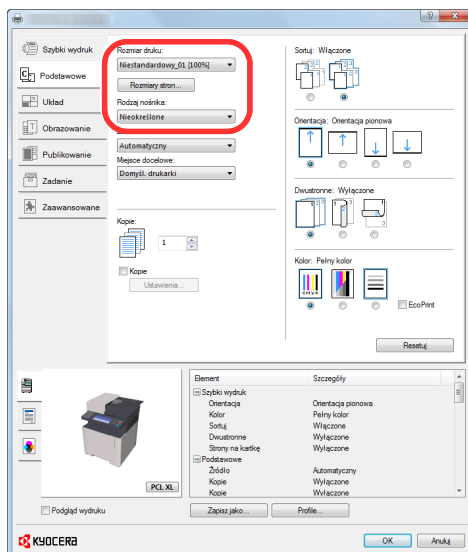 Szybki wydruk
Podstawowe
Układ
Obrazowanie
Publikowanie
Zadanie
Zaawansowane
Rozmiar druku:
Niestandardowy_01 [100%]
Rozmiary stron...
Rodzaj nośnika:
Nieokreślone
Automatyczny
Miejsce docelowe:
Domyśl. drukarki
Kopie:
1
Kopie
Ustawienia...
Sortuj: Włączone
Orientacja: Orientacja pionowa
Dwustronne: Wyłączone
Kolor: Pełny kolor
CMYK
EcoPrint
Resetuj
PCL XL
Podgląd wydruku
Element Szczegóły
Szybki wydruk
Orientacja Orientacja pionowa
Kolor Pełny kolor
Sortuj Włączone
Dwustronne Wyłączone
Strony na kartkę Wyłączone
Podstawowe
Źródło Automatyczny
Kopie Wyłączone
Kopie Wyłączone
Zapisz jako... Profile...
KYOCERA
OK Anuluj